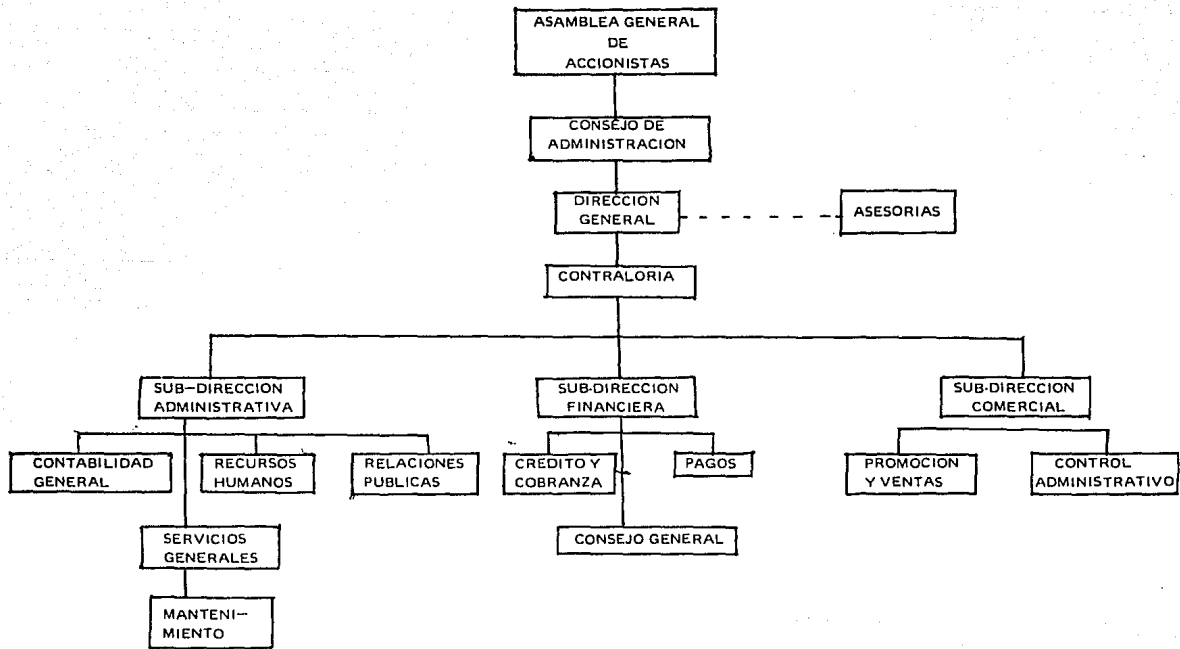 ASAMBLEA GENERAL
DE
ACCIONISTAS
CONSEJO DE
ADMINISTRACION
DIRECCION
GENERAL
ASESORIAS
CONTRALORIA
SUB-DIRECCION
ADMINISTRATIVA
SUB-DIRECCION
FINANCIERA
SUB-DIRECCION
COMERCIAL
CONTABILIDAD
GENERAL
RECURSOS
HUMANOS
RELACIONES
PUBLICAS
CREDITO Y
COBRANZA
PAGOS
PROMOCION
Y VENTAS
CONTROL
ADMINISTRATIVO
SERVICIOS
GENERALES
CONSEJO GENERAL
MANTENI-
MIENTO